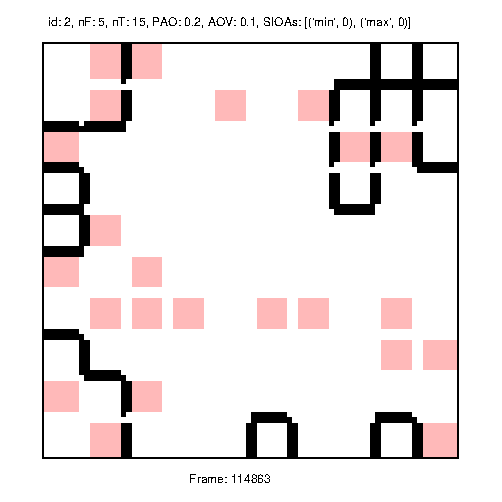 id: 2, nF: 5, nT: 15, PAO: 0.2, AOV: 0.1, SIOAs: [('min', 0), ('max', 0)]
Frame: 114863